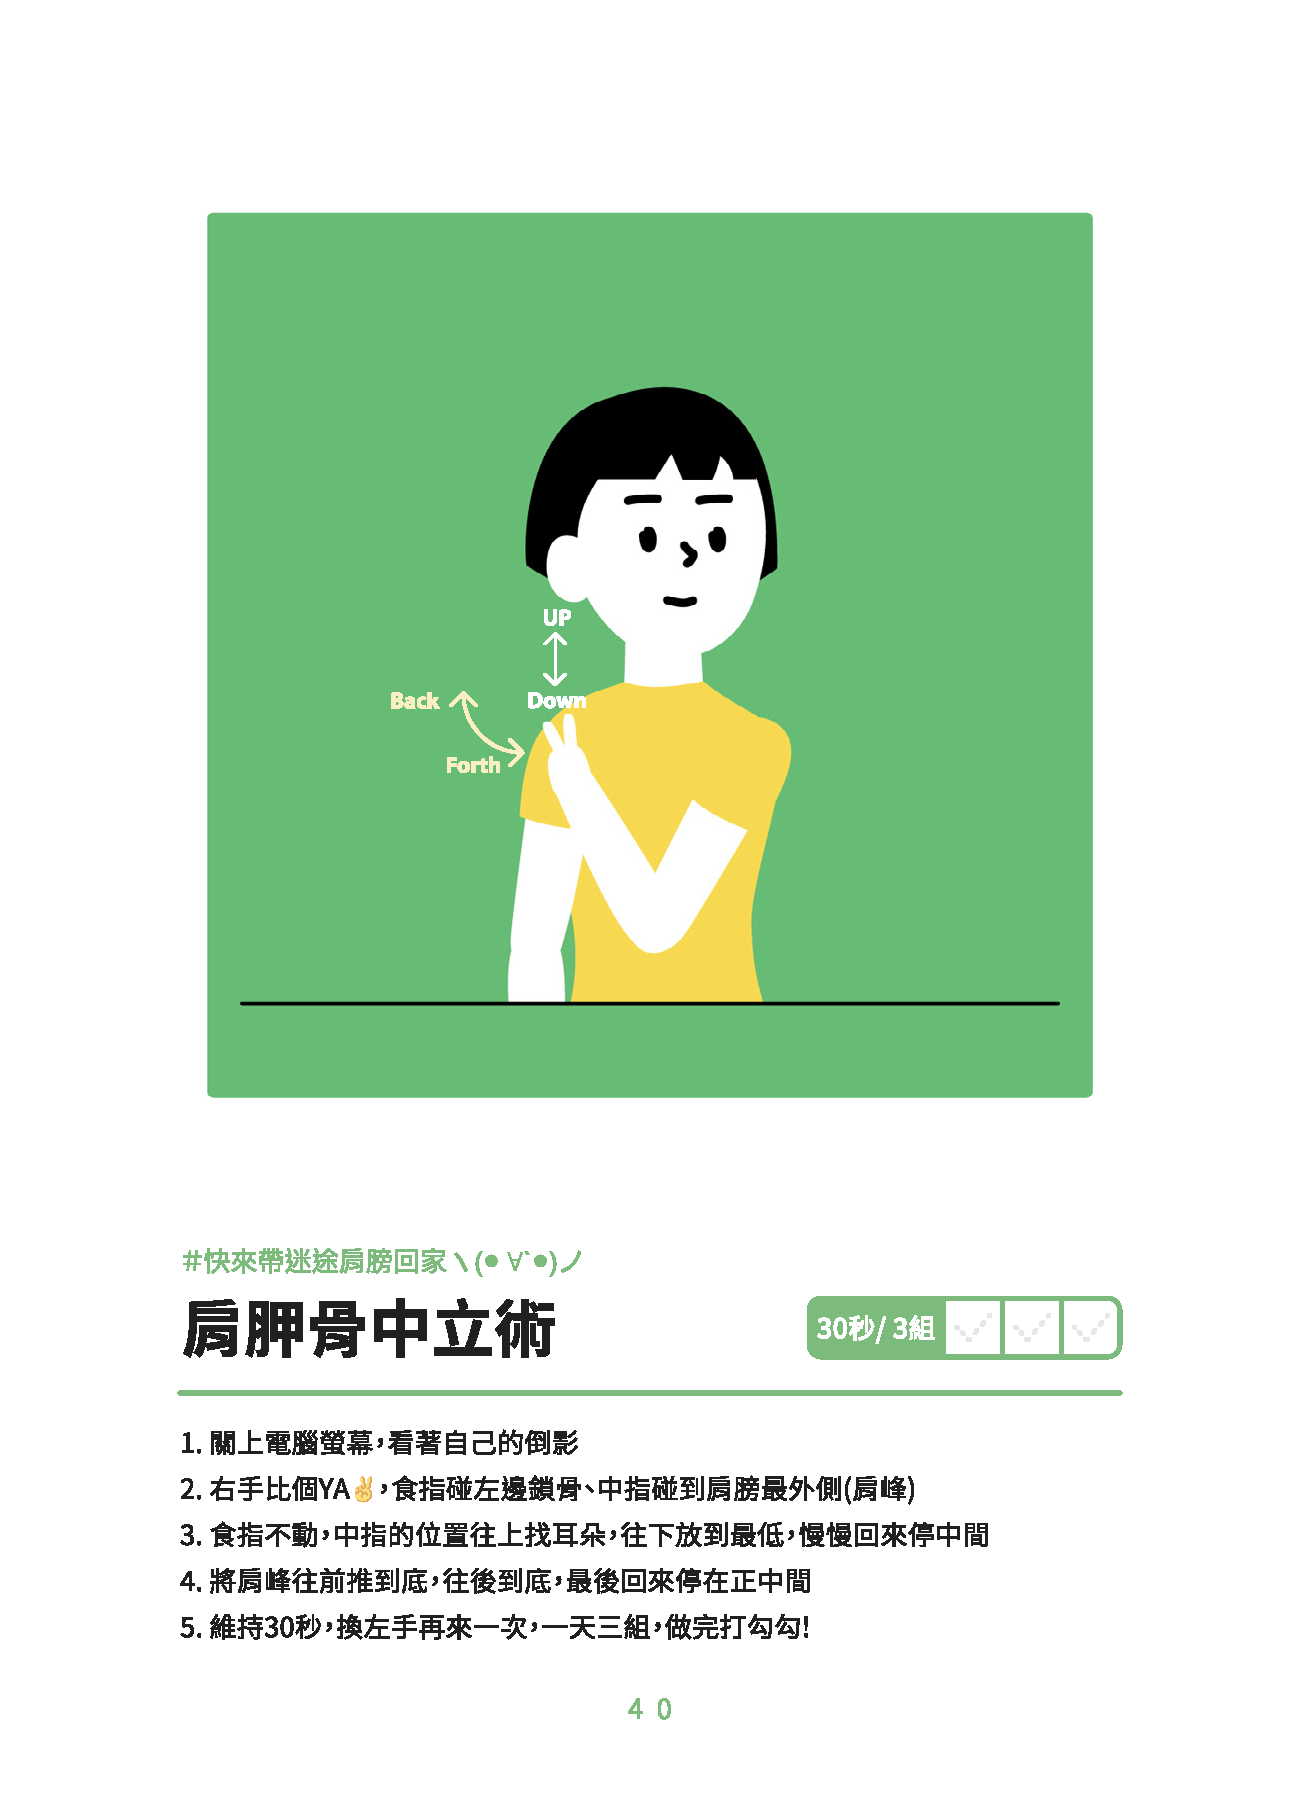 UP
Down
Back
Forth
#快來帶迷途肩膀回家ヽ(● ∀`●)ノ
肩胛骨中立術
30秒/ 3組
1. 關上電腦螢幕，看著自己的倒影
2. 右手比個YA✌，食指碰左邊鎖骨、中指碰到肩膀最外側(肩峰)
3. 食指不動，中指的位置往上找耳朵，往下放到最低，慢慢回來停中間
4. 將肩峰往前推到底，往後到底，最後回來停在正中間
5. 維持30秒，換左手再來一次，一天三組，做完打勾勾!
40